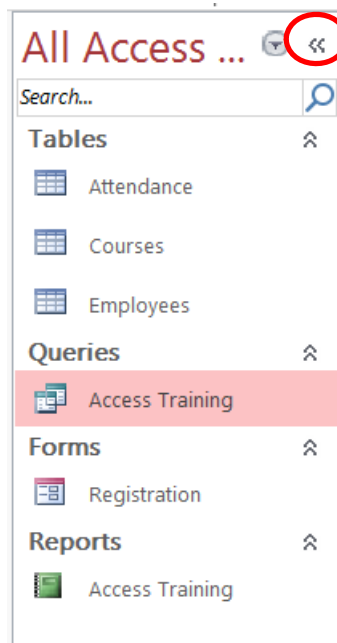 All Access ...
Search...
Tables
Attendance
Courses
Employees
Queries
Access Training
Forms
Registration
Reports
Access Training